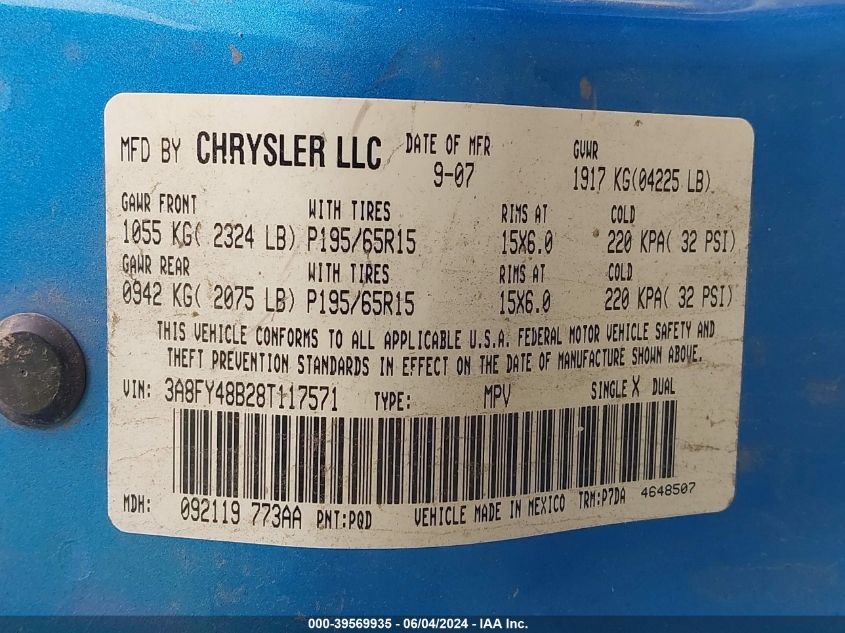 MFD BY CHRYSLER LLC DATE OF MFR GVWR
9-07 1917 KG(04225 LB)
GAWR FRONT WITH TIRES RIMS AT COLD
1055 KG( 2324 LB) P195/65R15 15X6.0 220 KPA( 32 PSI)
GAWR REAR WITH TIRES RIMS AT COLD
0942 KG( 2075 LB) P195/65R15 15X6.0 220 KPA( 32 PSI)
THIS VEHICLE CONFORMS TO ALL APPLICABLE U.S.A. FEDERAL MOTOR VEHICLE SAFETY AND
THEFT PREVENTION STANDARDS IN EFFECT ON THE DATE OF MANUFACTURE SHOWN ABOVE.
VIN: 3A8FY48B28T117571 TYPE: MPV SINGLE X DUAL
MDH: 092119 773AA PNT:PQD VEHICLE MADE IN MEXICO TRM:P7DA 4648507
000-39569935 - 06/04/2024 - IAA Inc.